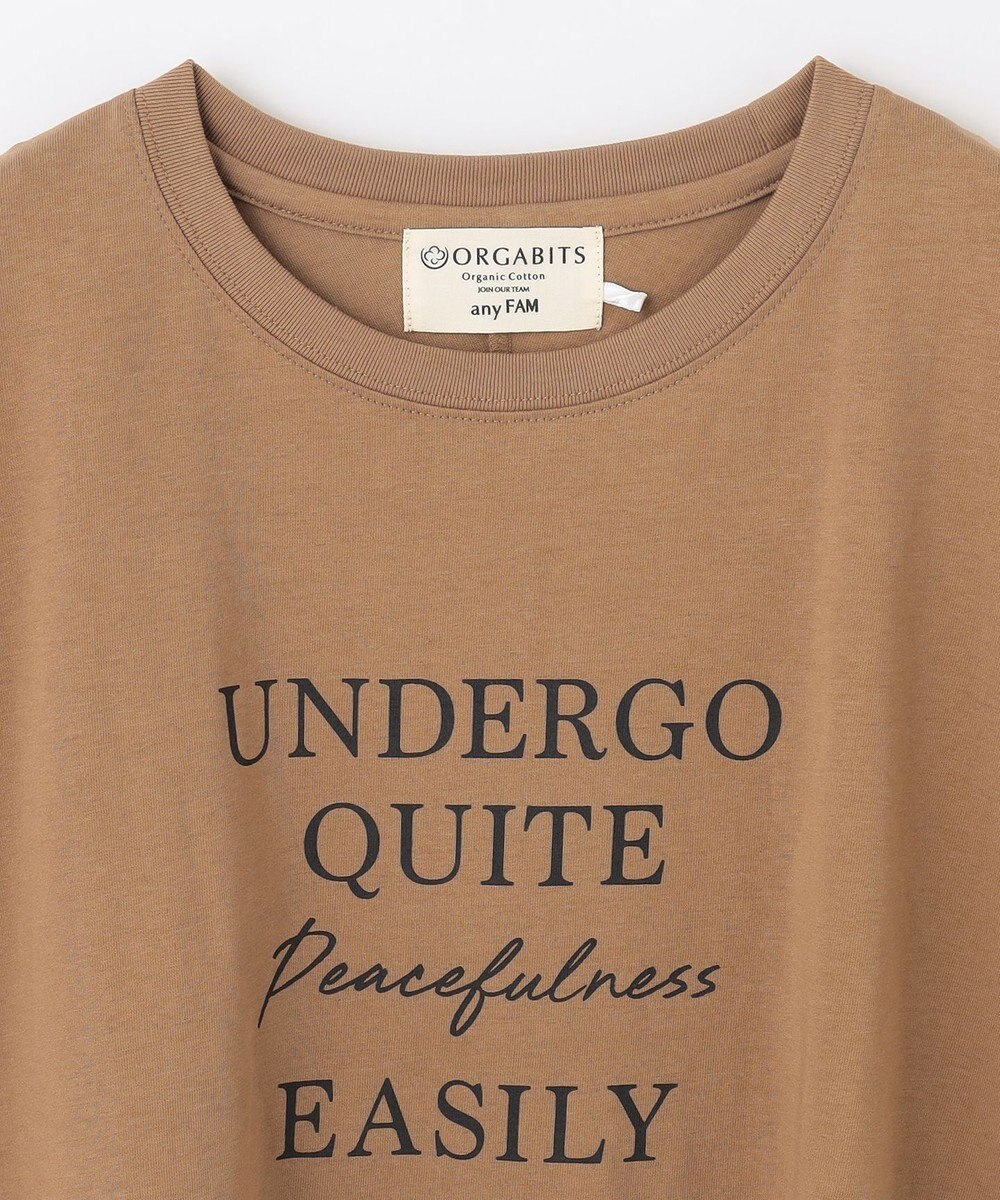 ORGABITS
Organic Cotton
JOIN OUR TEAM
any FAM
UNDERGO
QUITE
Peacefulness
EASILY